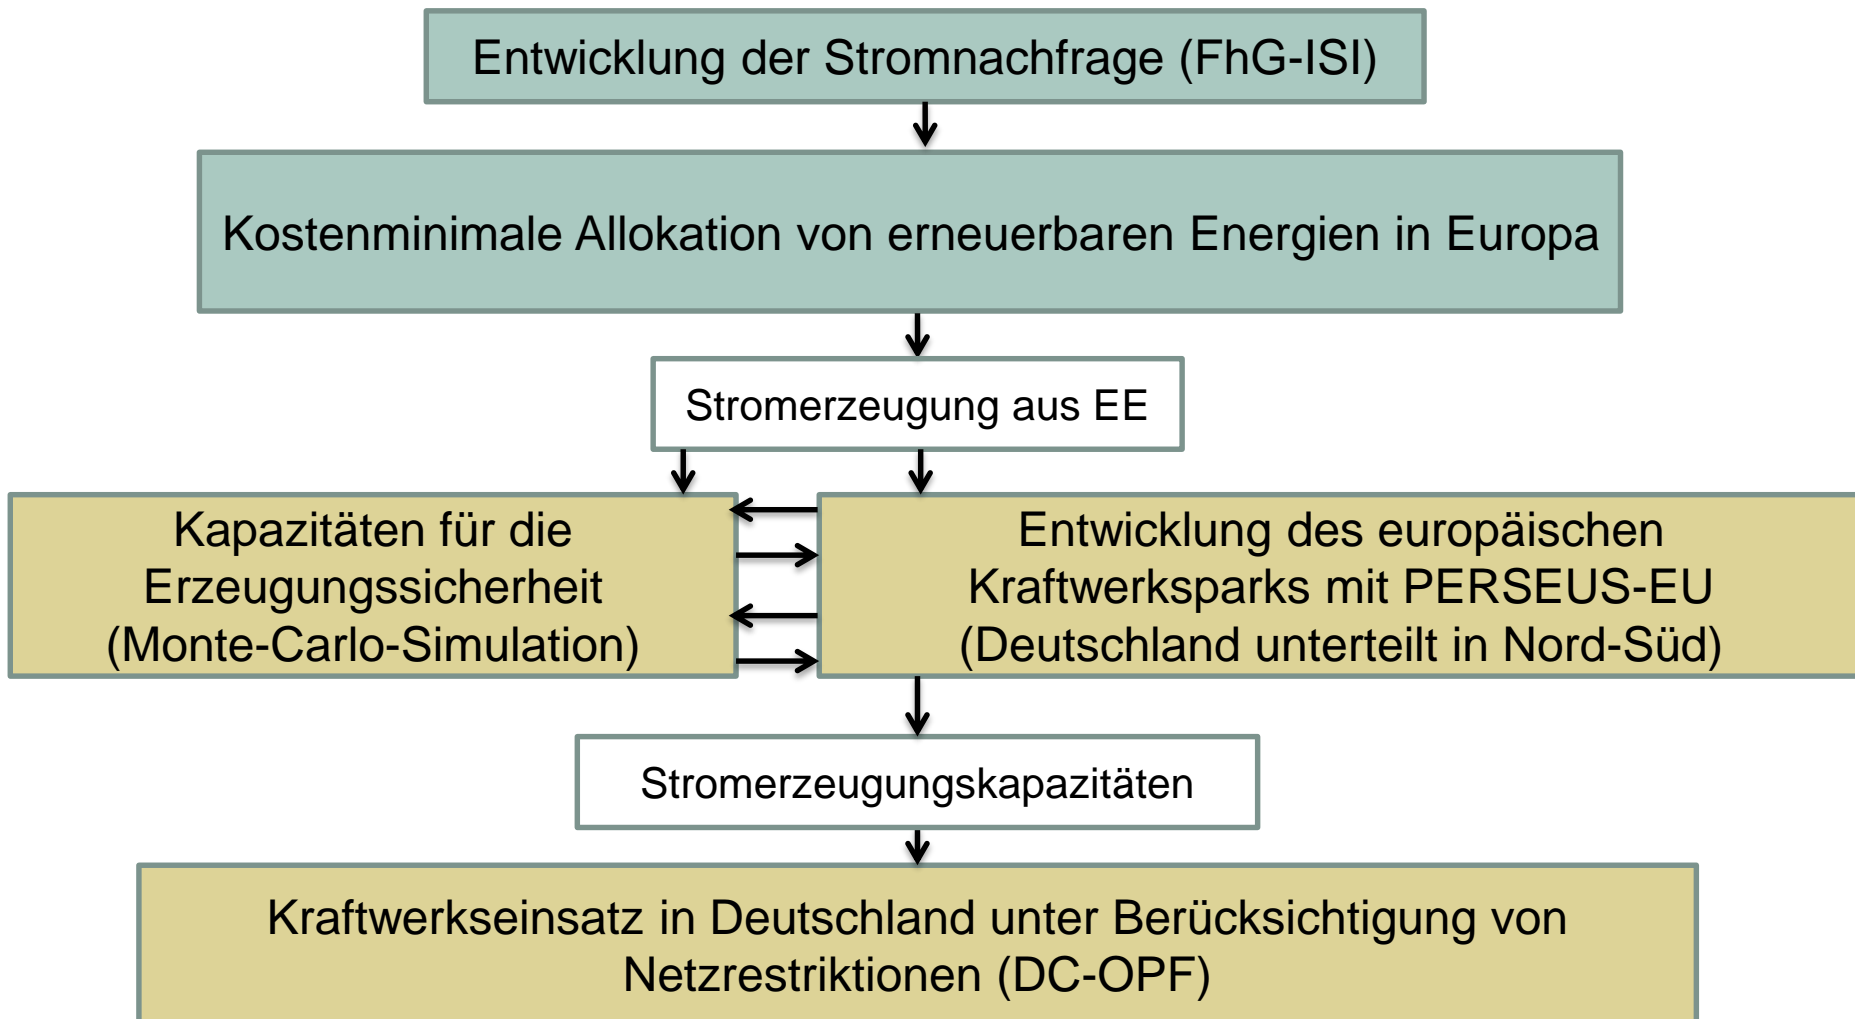 Entwicklung der Stromnachfrage (FhG-ISI)
Kostenminimale Allokation von erneuerbaren Energien in Europa
Stromerzeugung aus EE
Kapazitäten für die
Erzeugungssicherheit
(Monte-Carlo-Simulation)
Entwicklung des europäischen
Kraftwerksparks mit PERSEUS-EU
(Deutschland unterteilt in Nord-Süd)
Stromerzeugungskapazitäten
Kraftwerkseinsatz in Deutschland unter Berücksichtigung von
Netzrestriktionen (DC-OPF)